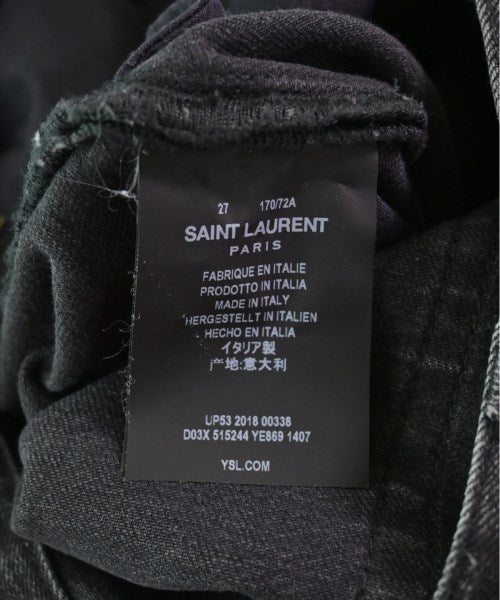 27 170/72A
SAINT LAURENT
PARIS
FABRIQUE EN ITALIE
PRODOTTO IN ITALIA
MADE IN ITALY
HERGESTELLT IN ITALIEN
HECHO EN ITALIA
イタリア製
产地:意大利
UP53 2018 00338
D03X 515244 YE869 1407
YSL.COM